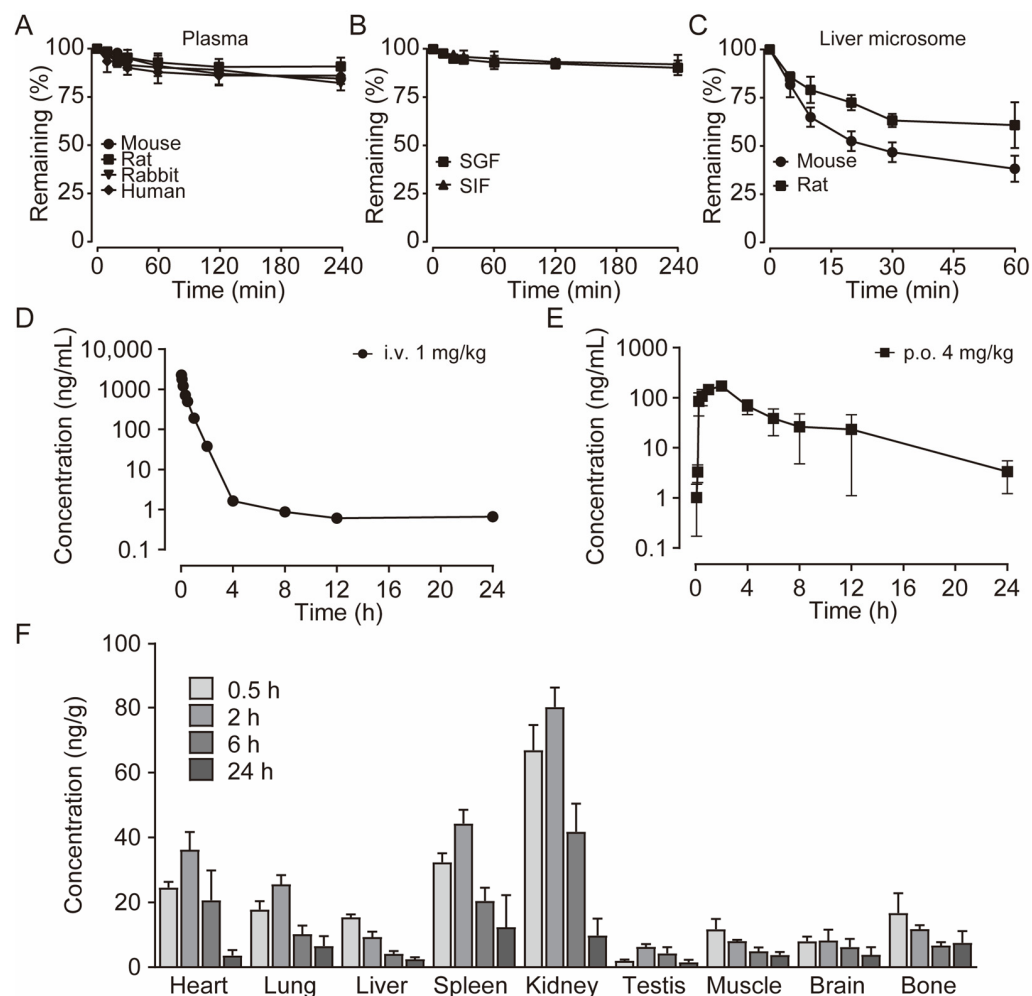 A
Plasma
Remaining (%)
100
75
50
25
0
Mouse
Rat
Rabbit
Human
0 60 120 180 240
Time (min)
B
Remaining (%)
100
75
50
25
0
SGF
SIF
0 60 120 180 240
Time (min)
C
Liver microsome
Remaining (%)
100
75
50
25
0
Mouse
Rat
0 15 30 45 60
Time (min)
D
Concentration (ng/mL)
10,000
1000
100
10
1
0.1
i.v. 1 mg/kg
0 4 8 12 16 20 24
Time (h)
E
Concentration (ng/mL)
1000
100
10
1
0.1
p.o. 4 mg/kg
0 4 8 12 16 20 24
Time (h)
F
Concentration (ng/g)
100
80
60
40
20
0
0.5 h
2 h
6 h
24 h
Heart Lung Liver Spleen Kidney Testis Muscle Brain Bone